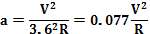 a = V²/3.6²R = 0.077 V²/R